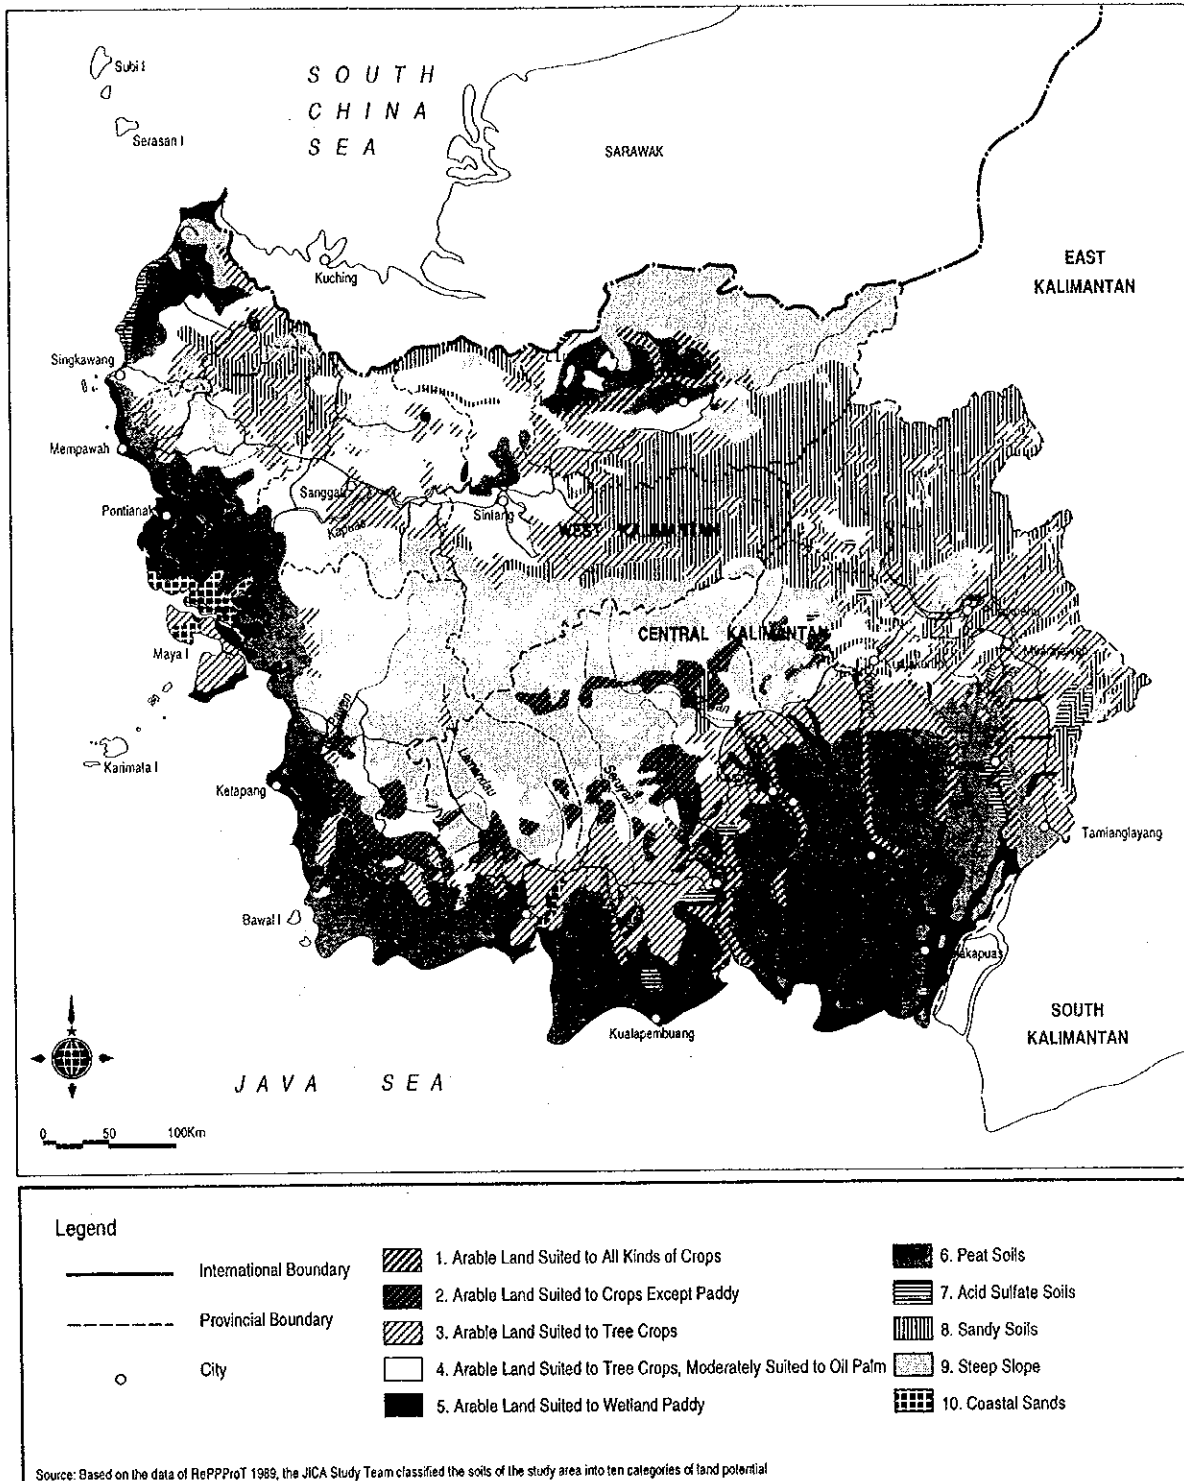 Subi I
SOUTH
CHINA
SEA
Serasan I
SARAWAK
Kuching
EAST
KALIMANTAN
Singkawang
Mempawah
Sanggau
Pontianak
Kapuas
Sintang
WEST KALIMANTAN
CENTRAL KALIMANTAN
Maya I
Karimata I
Ketapang
Tamianglayang
Bawal I
Kualapembuang
SOUTH
KALIMANTAN
JAVA SEA
0 50 100Km
Legend
International Boundary
Provincial Boundary
City
1. Arable Land Suited to All Kinds of Crops
2. Arable Land Suited to Crops Except Paddy
3. Arable Land Suited to Tree Crops
4. Arable Land Suited to Tree Crops, Moderately Suited to Oil Palm
5. Arable Land Suited to Wetland Paddy
6. Peat Soils
7. Acid Sulfate Soils
8. Sandy Soils
9. Steep Slope
10. Coastal Sands
Source: Based on the data of RePPProT 1989, the JICA Study Team classified the soils of the study area into ten categories of land potential